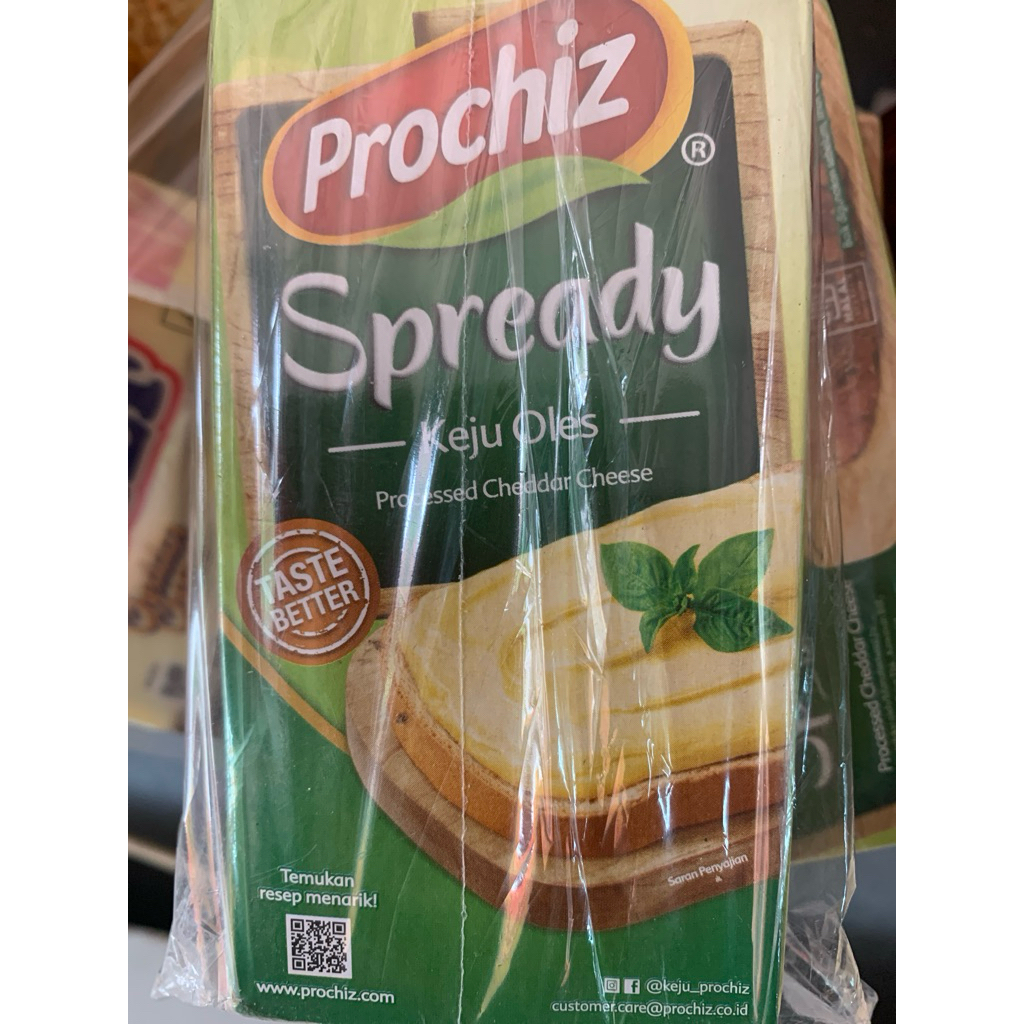 Prochiz
®
Spready
Keju Oles
Processed Cheddar Cheese
TASTE
BETTER
Saran Penyajian
Temukan
resep menarik!
www.prochiz.com
@keju_prochiz
customer.care@prochiz.co.id
Processed Cheddar Cheese